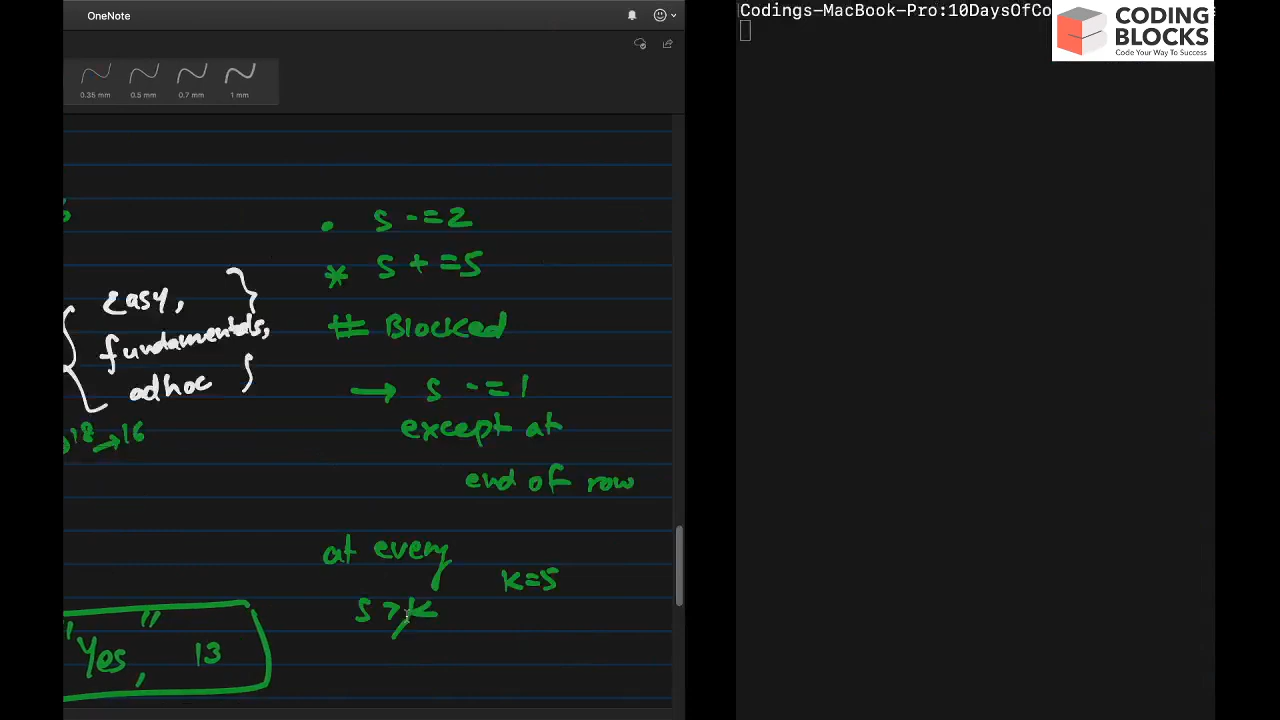 OneNote
0.35 mm 0.5 mm 0.7 mm 1 mm
. S -=2
* S +=5
# Blocked
→ S -=1
except at
end of row
at every
S >K
K=5
easy,
fundamentals,
adhoc
18 → 16
"Yes, " 13
Codings-MacBook-Pro:10DaysOfCo
CODING
BLOCKS
Code Your Way To Success